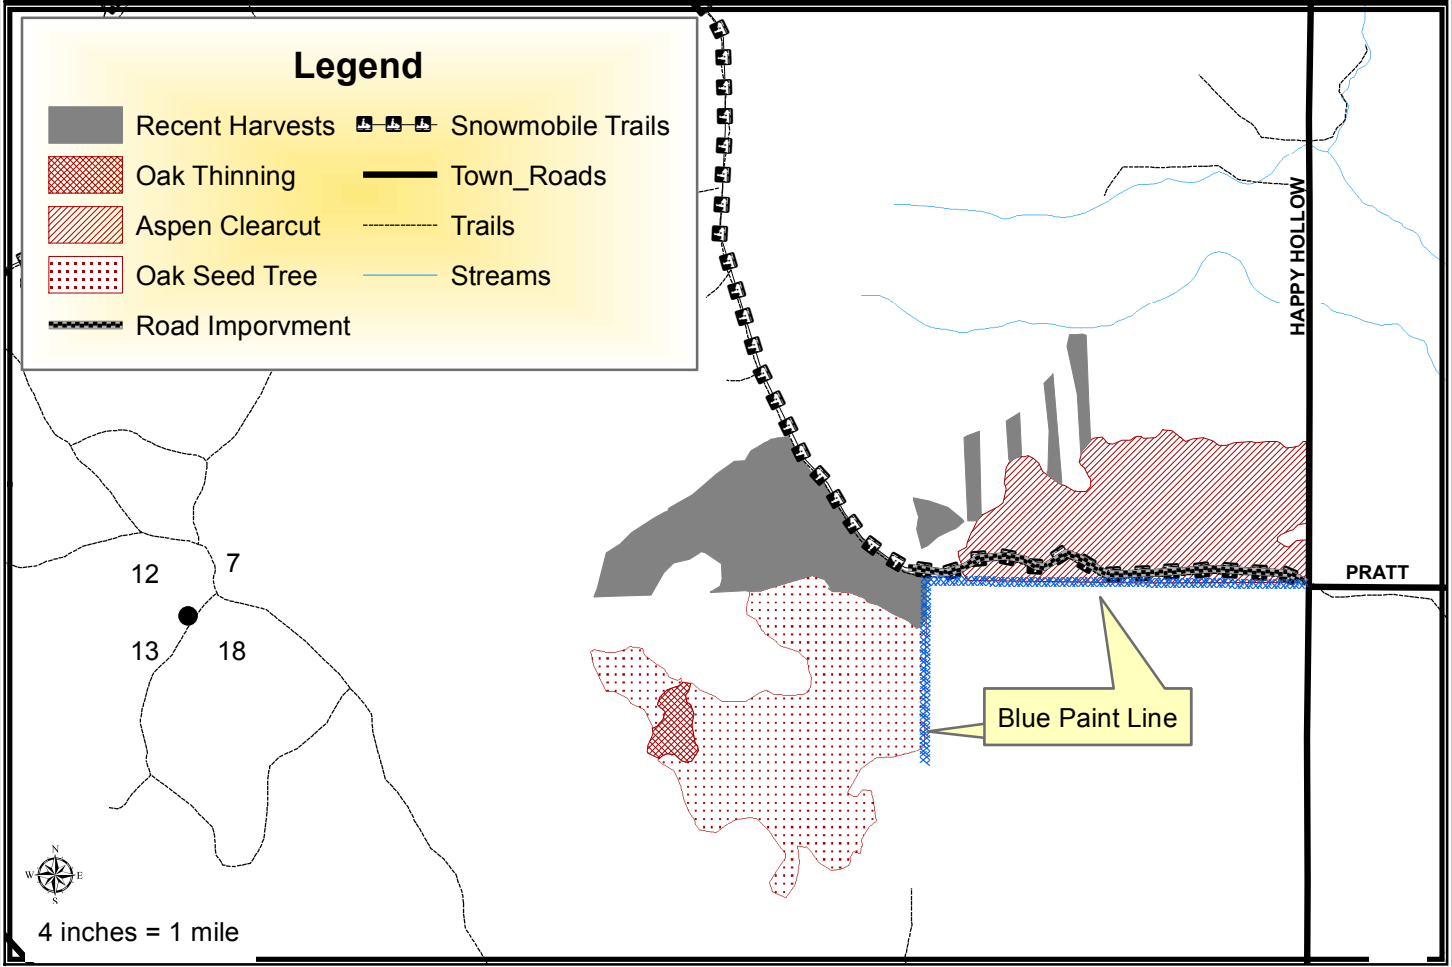 Legend
Recent Harvests
Snowmobile Trails
Oak Thinning
Town_Roads
Aspen Clearcut
Trails
Oak Seed Tree
Streams
Road Imporvment
HAPPY HOLLOW
PRATT
12
7
13
18
Blue Paint Line
N
W
E
S
4 inches = 1 mile